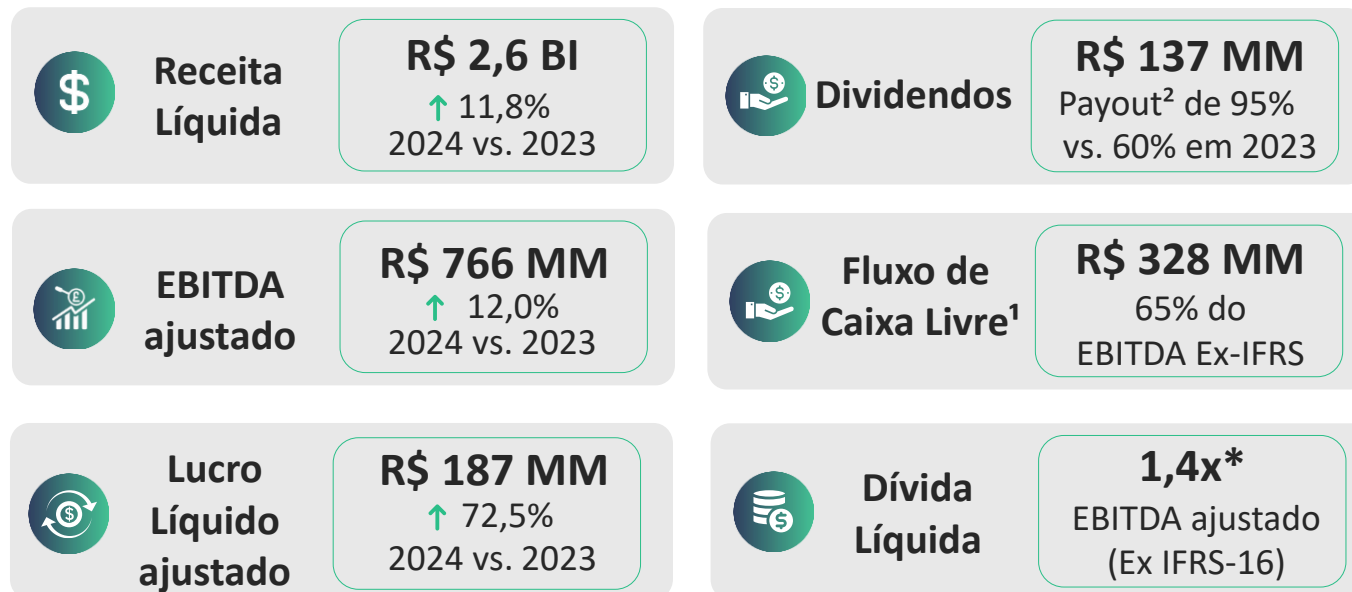 Receita
Líquida
R$ 2,6 BI
↑ 11,8%
2024 vs. 2023
Dividendos
R$ 137 MM
Payout² de 95%
vs. 60% em 2023
EBITDA
ajustado
R$ 766 MM
↑ 12,0%
2024 vs. 2023
Fluxo de
Caixa Livre¹
R$ 328 MM
65% do
EBITDA Ex-IFRS
Lucro
Líquido
ajustado
R$ 187 MM
↑ 72,5%
2024 vs. 2023
Dívida
Líquida
1,4x*
EBITDA ajustado
(Ex IFRS-16)